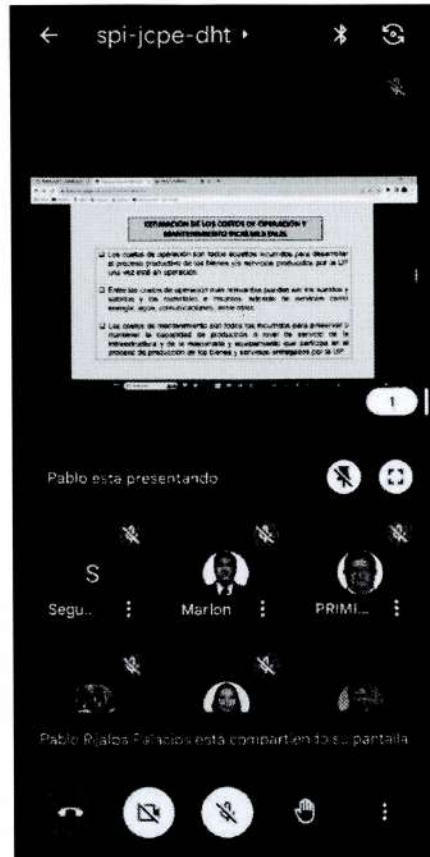 spi-jcpe-dht
ESTIMACIÓN DE LOS COSTOS DE OPERACIÓN Y
MANTENIMIENTO INCREMENTALES
Los costos de operación son todos aquellos incurridos para desarrollar
el proceso productivo de los bienes y/o servicios producidos por la UP
una vez esté en operación.
Entre los costos de operación más relevantes pueden ser los sueldos y
salarios y los materiales e insumos, además de servicios como
energía, agua, comunicaciones, entre otros.
Los costos de mantenimiento son todos los incurridos para preservar o
mantener la capacidad de producción o nivel de servicio de la
infraestructura y de la maquinaria y equipamiento que participa en el
proceso de producción de los bienes y servicios entregados por la UP.
1
Pablo esta presentando
S
Segu..
Marlon
PRIMI...
Pablo Rijalba Palacios está compartiendo su pantalla